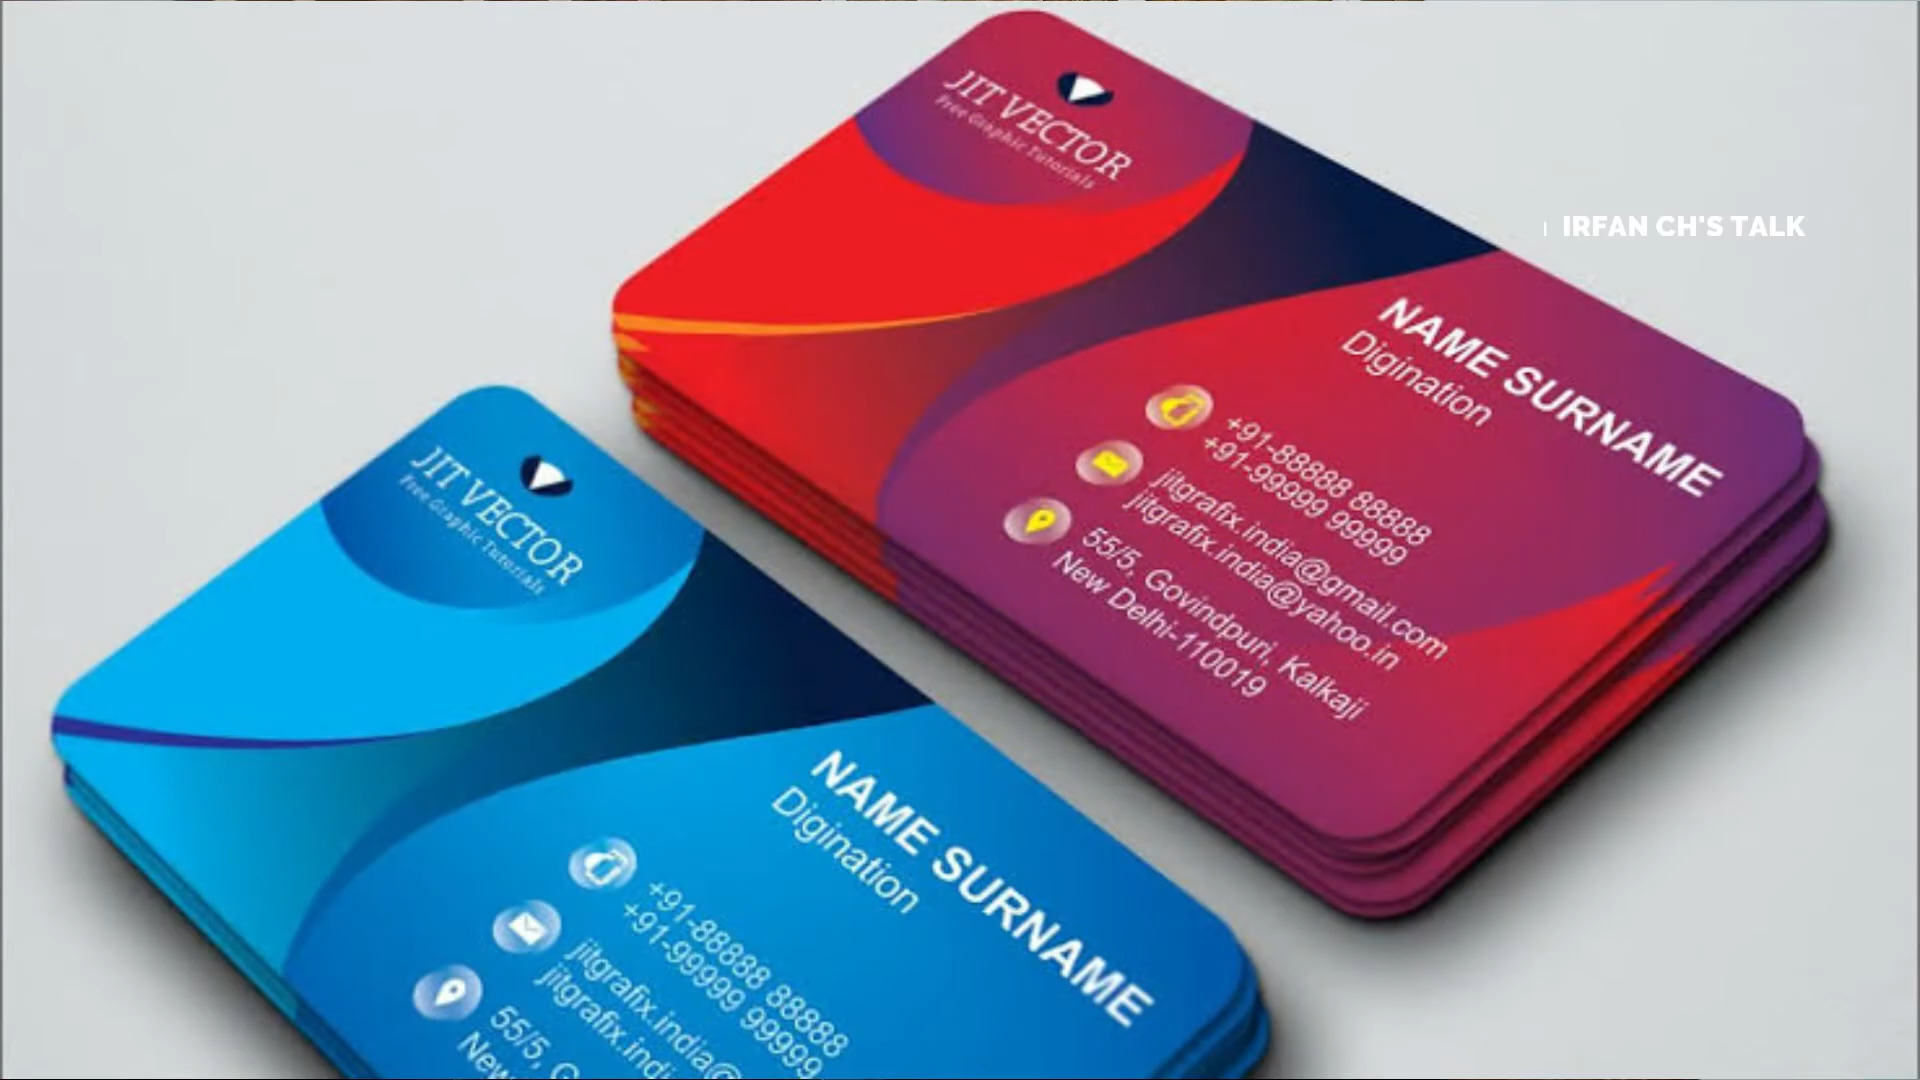 JIT VECTOR
Free Graphic Tutorials
IRFAN CH'S TALK
NAME SURNAME
Digination
+91-88888 88888
+91-99999 99999
jitgrafix.india@gmail.com
jitgrafix.india@yahoo.in
55/5, Govindpuri, Kalkaji
New Delhi-110019
JIT VECTOR
Free Graphic Tutorials
NAME SURNAME
Digination
+91-88888 88888
+91-99999 99999
jitgrafix.india@
jitgrafix.indi
55/5, G
New